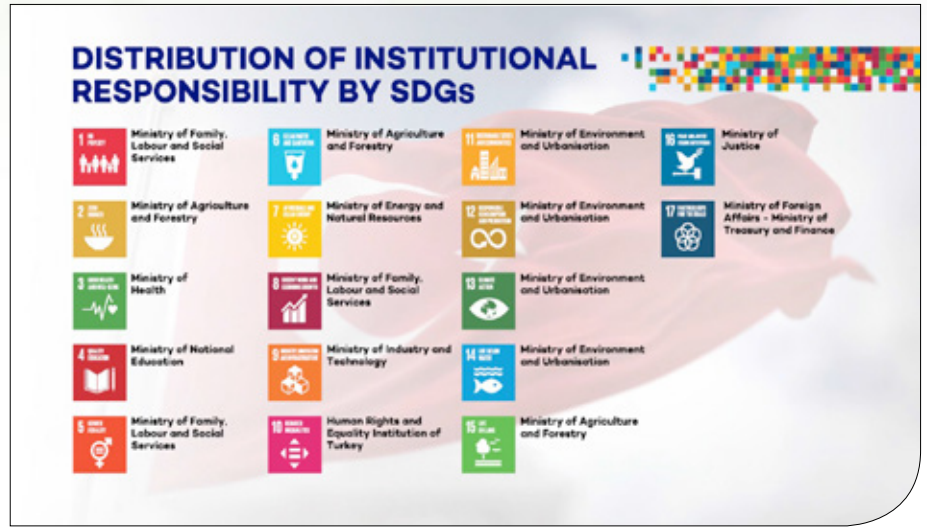 DISTRIBUTION OF INSTITUTIONAL
RESPONSIBILITY BY SDGs
1
Ministry of Family,
Labour and Social
Services
2
Ministry of Agriculture
and Forestry
3
Ministry of
Health
4
Ministry of National
Education
5
Ministry of Family,
Labour and Social
Services
6
Ministry of Agriculture
and Forestry
7
Ministry of Energy and
Natural Resources
8
Ministry of Family,
Labour and Social
Services
9
Ministry of Industry and
Technology
10
Human Rights and
Equality Institution of
Turkey
11
Ministry of Environment
and Urbanisation
12
Ministry of Environment
and Urbanisation
13
Ministry of Environment
and Urbanisation
14
Ministry of Environment
and Urbanisation
15
Ministry of Agriculture
and Forestry
16
Ministry of
Justice
17
Ministry of Foreign
Affairs - Ministry of
Treasury and Finance